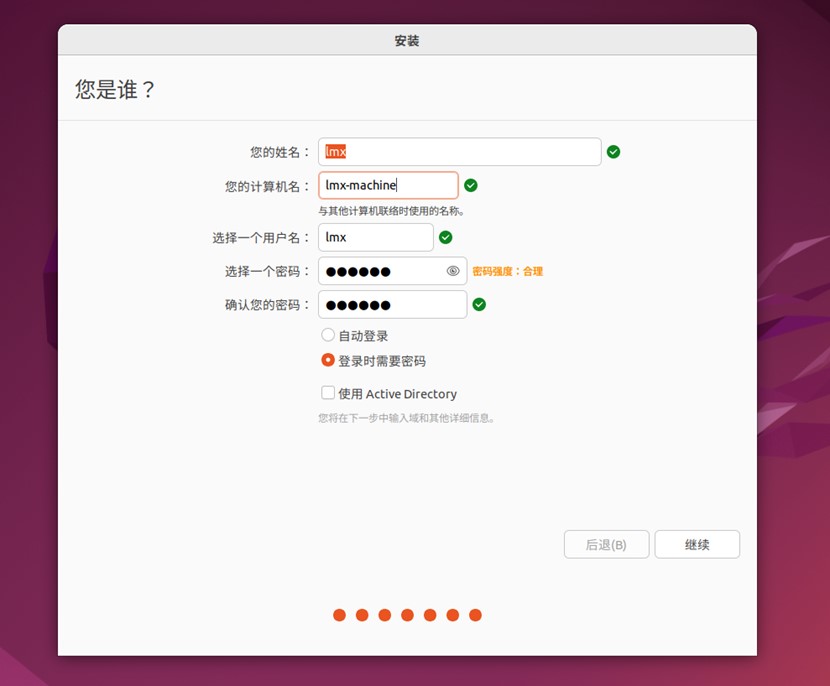 安装
您是谁？
您的姓名： lmx
您的计算机名： lmx-machine
与其他计算机联络时使用的名称。
选择一个用户名： lmx
选择一个密码： ●●●●●● 密码强度：合理
确认您的密码： ●●●●●●
自动登录
登录时需要密码
使用 Active Directory
您将在下一步中输入域和其他详细信息。
后退(B) 继续